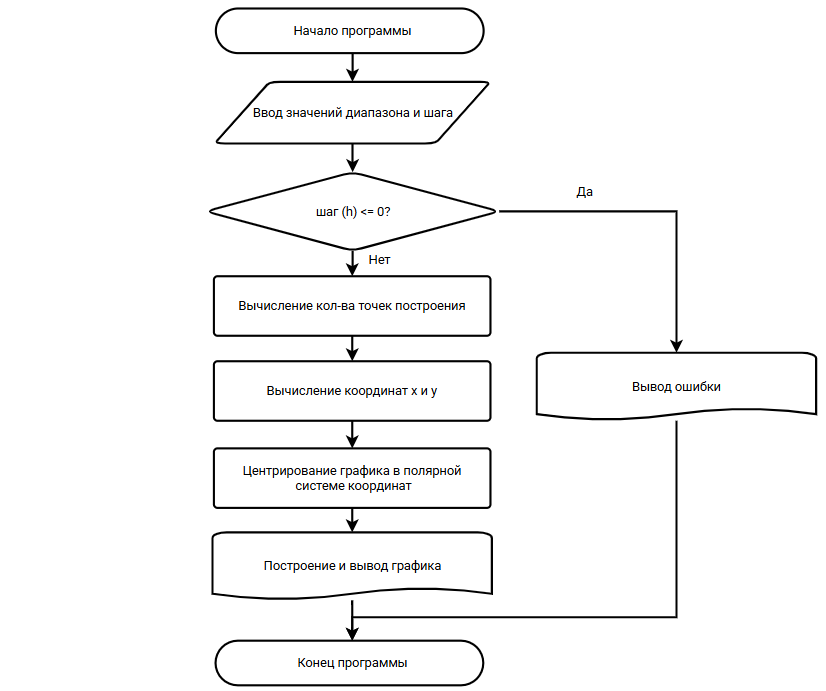 Начало программы
Ввод значений диапазона и шага
шаг (h) <= 0?
Да
Нет
Вычисление кол-ва точек построения
Вычисление координат x и y
Вывод ошибки
Центрирование графика в полярной
системе координат
Построение и вывод графика
Конец программы